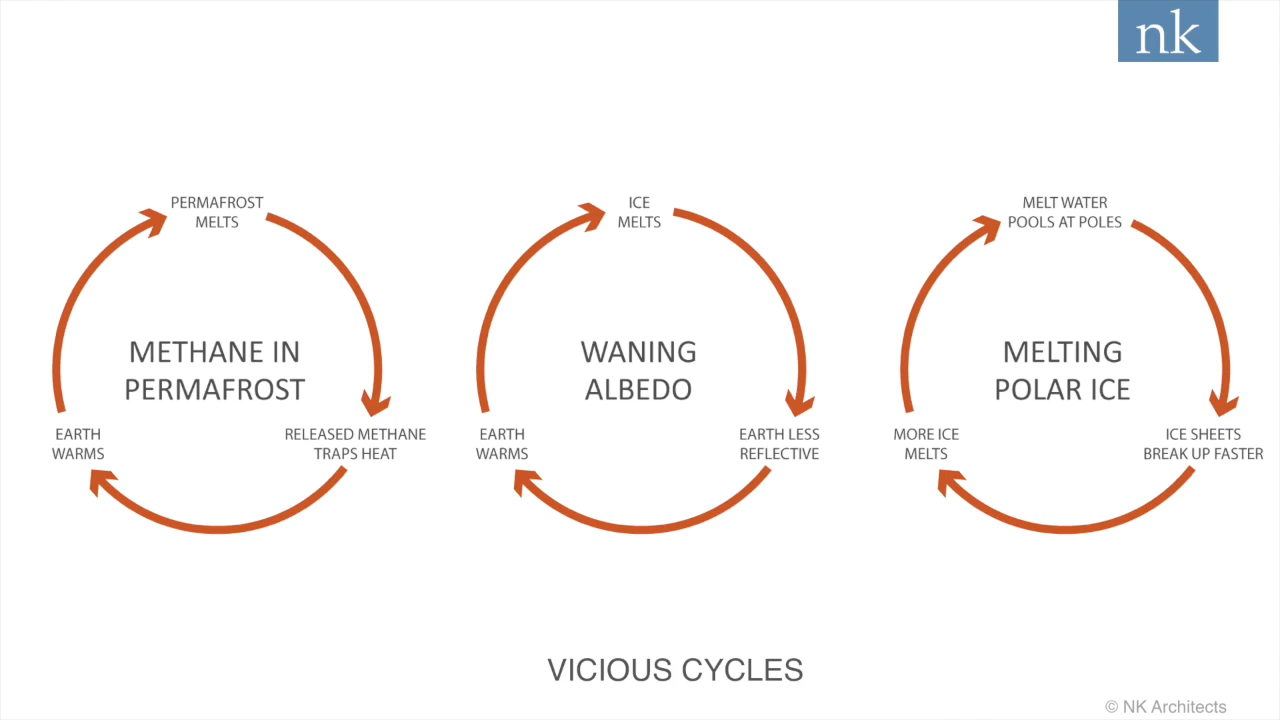 nk
PERMAFROST
MELTS
METHANE IN
PERMAFROST
RELEASED METHANE
TRAPS HEAT
EARTH
WARMS
ICE
MELTS
WANING
ALBEDO
EARTH LESS
REFLECTIVE
EARTH
WARMS
MELT WATER
POOLS AT POLES
MELTING
POLAR ICE
ICE SHEETS
BREAK UP FASTER
MORE ICE
MELTS
VICIOUS CYCLES
© NK Architects